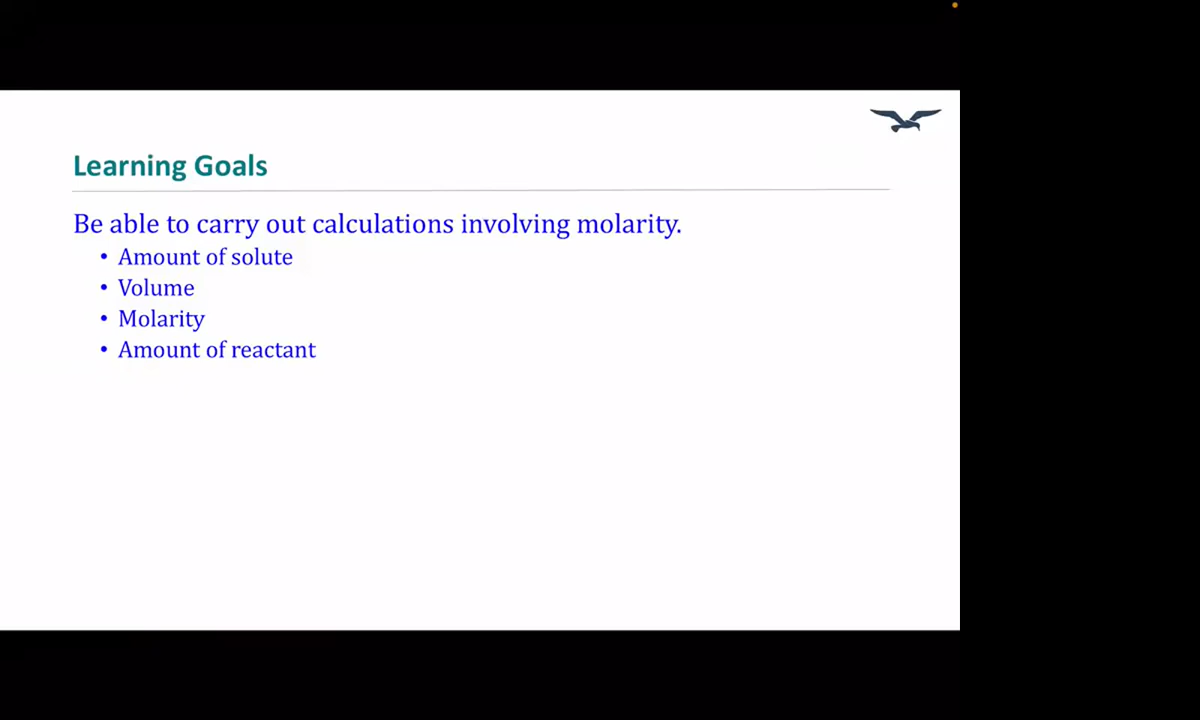 Learning Goals
Be able to carry out calculations involving molarity.
• Amount of solute
• Volume
• Molarity
• Amount of reactant